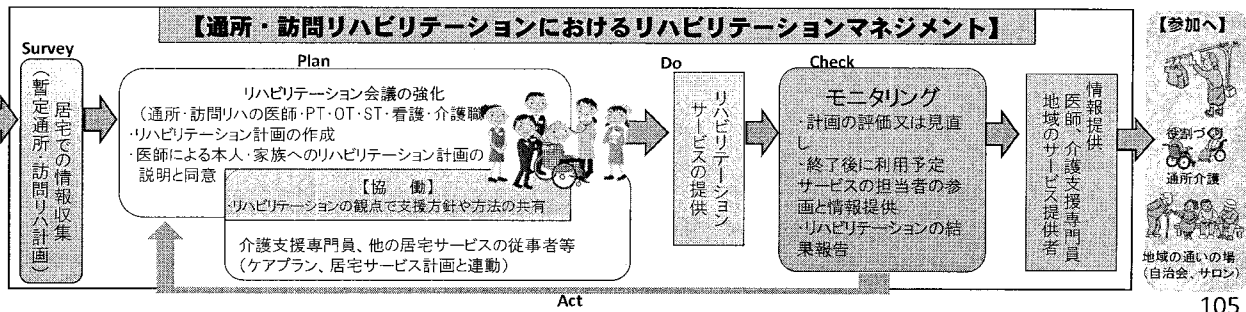 【通所・訪問リハビリテーションにおけるリハビリテーションマネジメント】
Survey
居宅での情報収集
（暫定通所・訪問リハ計画）
Plan
リハビリテーション会議の強化
（通所・訪問リハの医師・PT・OT・ST・看護・介護職
・リハビリテーション計画の作成
・医師による本人・家族へのリハビリテーション計画の
説明と同意
【協　働】
・リハビリテーションの観点で支援方針や方法の共有
介護支援専門員、他の居宅サービスの従事者等
（ケアプラン、居宅サービス計画と連動）
Do
リハビリテーション
サービスの提供
Check
モニタリング
・計画の評価又は見直
し
・終了後に利用予定
サービスの担当者の参
画と情報提供
・リハビリテーションの結
果報告
情報提供
医師、介護支援専門員
地域のサービス提供者
【参加へ】
役割づくり
通所介護
地域の通いの場
（自治会、サロン）
Act
105